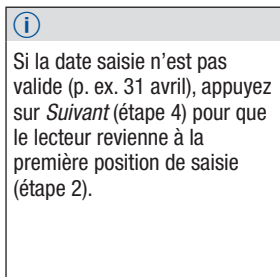 Si la date saisie n’est pas
valide (p. ex. 31 avril), appuyez
sur Suivant (étape 4) pour que
le lecteur revienne à la
première position de saisie
(étape 2).